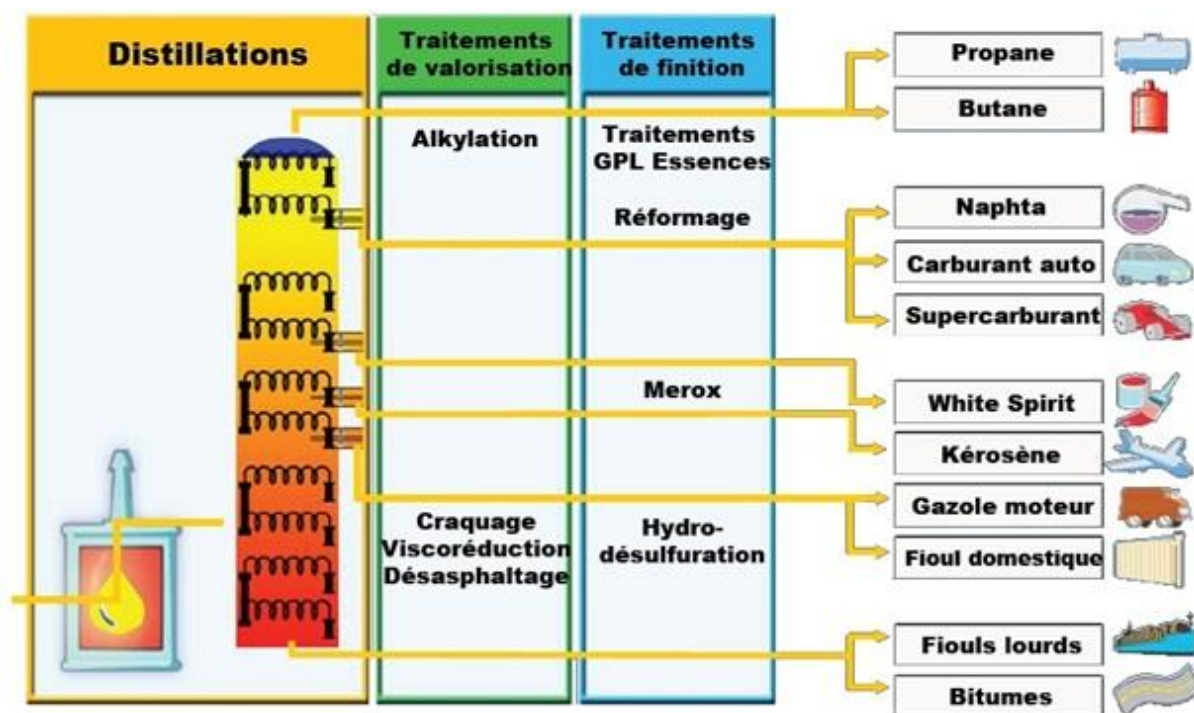 Distillations
Traitements
de valorisation
Traitements
de finition
Alkylation
Traitements
GPL Essences
Réformage
Merox
Craquage
Viscoréduction
Désasphaltage
Hydro-
désulfuration
Propane
Butane
Naphta
Carburant auto
Supercarburant
White Spirit
Kérosène
Gazole moteur
Fioul domestique
Fiouls lourds
Bitumes